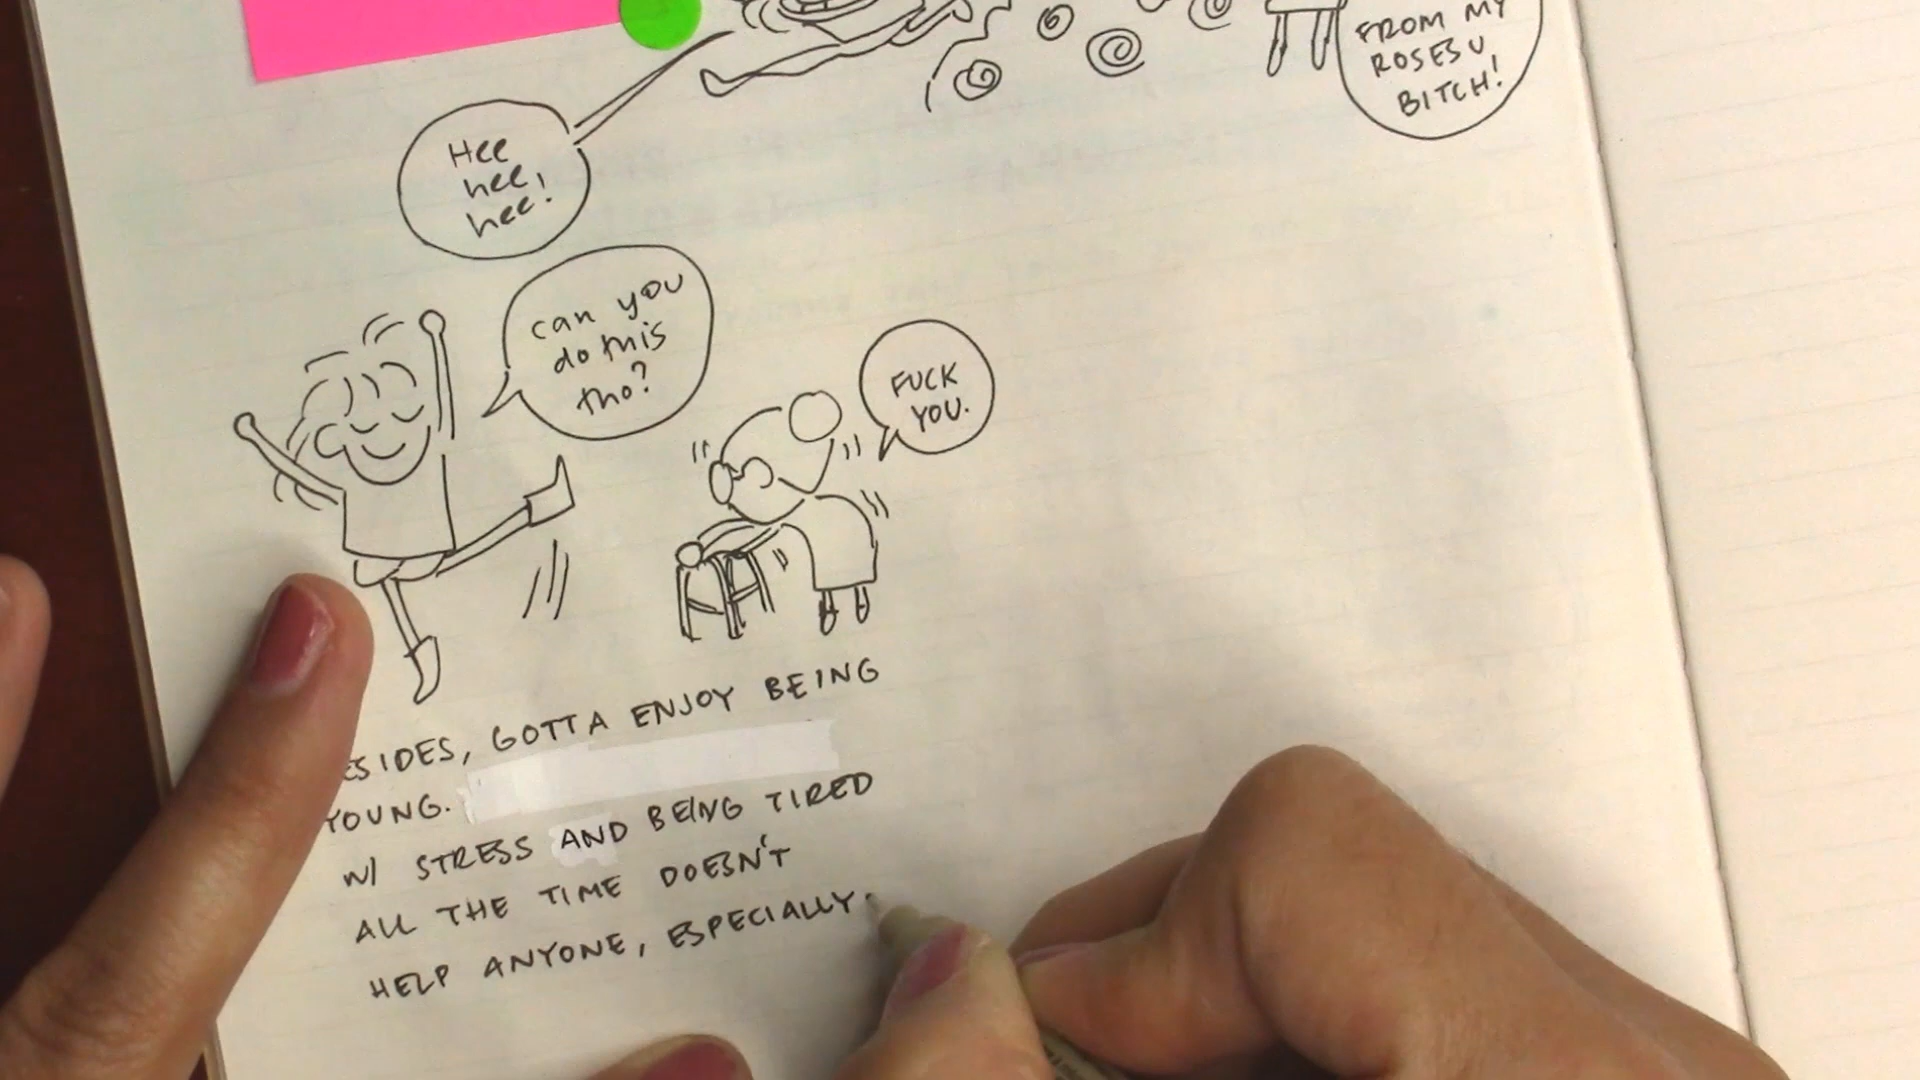 FROM MY
ROSES U
BITCH!
Hee
hee,
hee!
can you
do this
tho?
FUCK
YOU.
ESIDES, GOTTA ENJOY BEING
YOUNG.
W/ STRESS AND BEING TIRED
ALL THE TIME DOESN'T
HELP ANYONE, ESPECIALLY